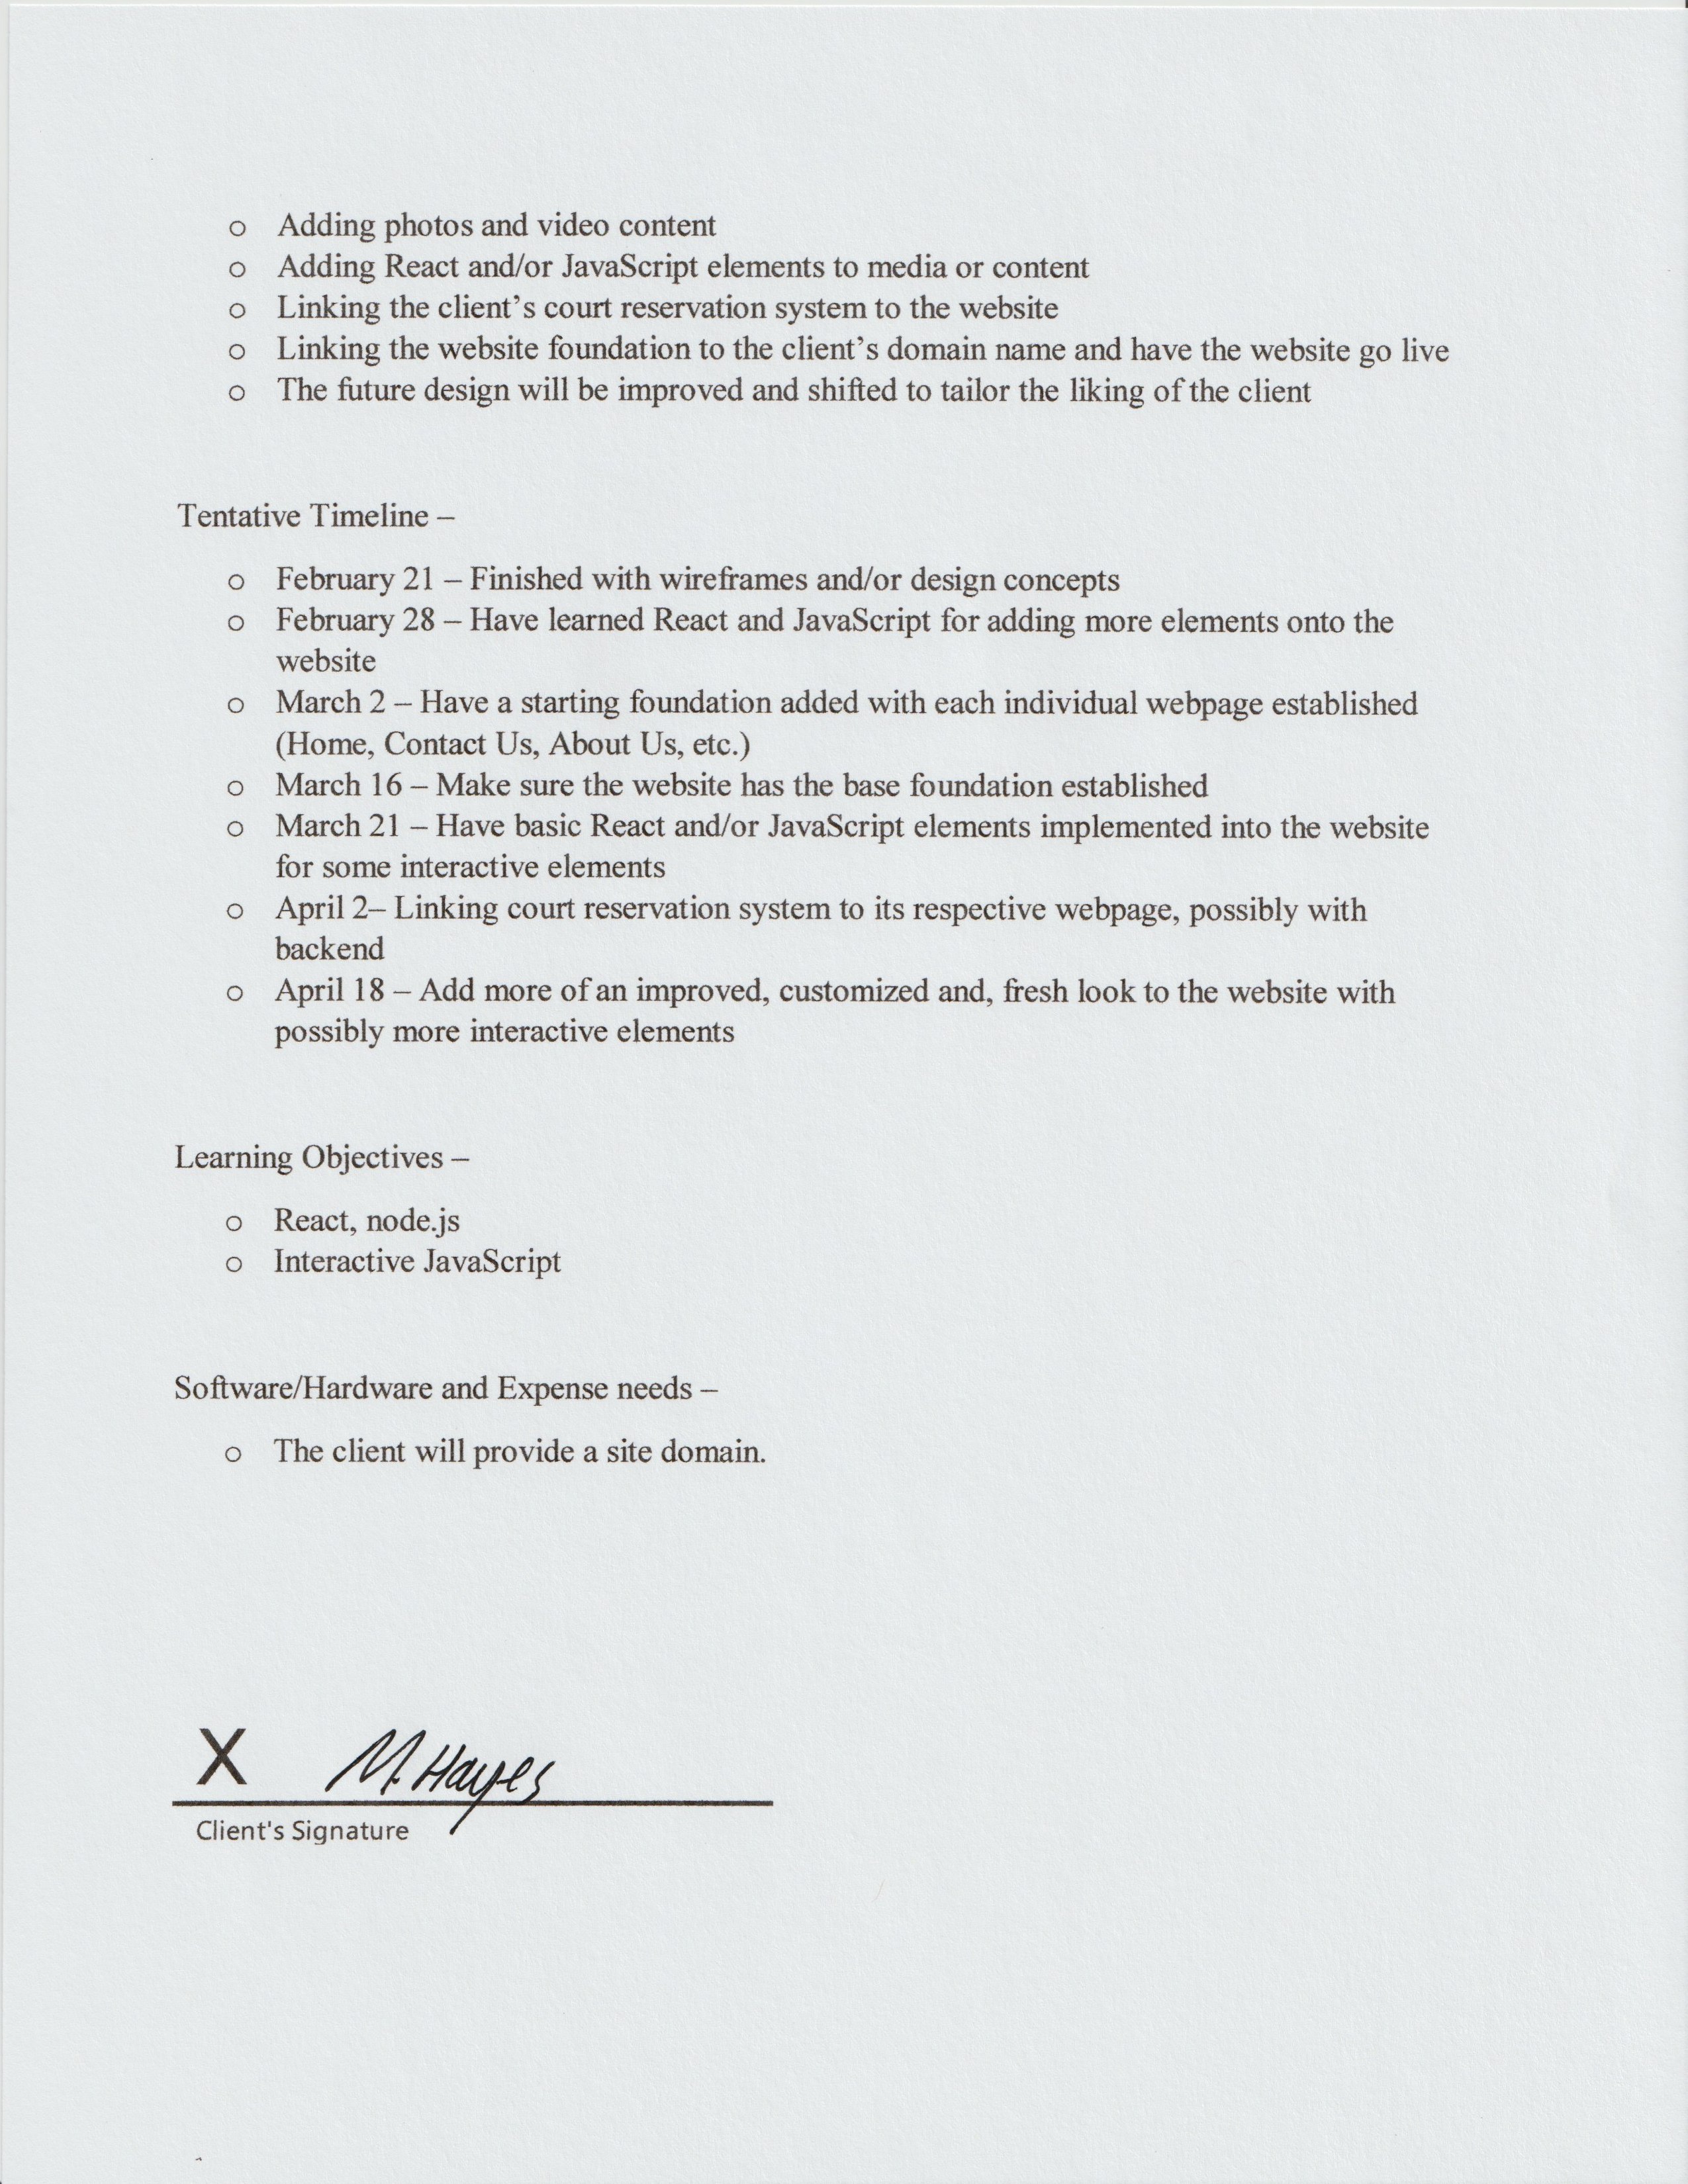 o Adding photos and video content
o Adding React and/or JavaScript elements to media or content
o Linking the client’s court reservation system to the website
o Linking the website foundation to the client’s domain name and have the website go live
o The future design will be improved and shifted to tailor the liking of the client
Tentative Timeline –
o February 21 – Finished with wireframes and/or design concepts
o February 28 – Have learned React and JavaScript for adding more elements onto the
website
o March 2 – Have a starting foundation added with each individual webpage established
(Home, Contact Us, About Us, etc.)
o March 16 – Make sure the website has the base foundation established
o March 21 – Have basic React and/or JavaScript elements implemented into the website
for some interactive elements
o April 2– Linking court reservation system to its respective webpage, possibly with
backend
o April 18 – Add more of an improved, customized and, fresh look to the website with
possibly more interactive elements
Learning Objectives –
o React, node.js
o Interactive JavaScript
Software/Hardware and Expense needs –
o The client will provide a site domain.
X M. Hayes
Client's Signature